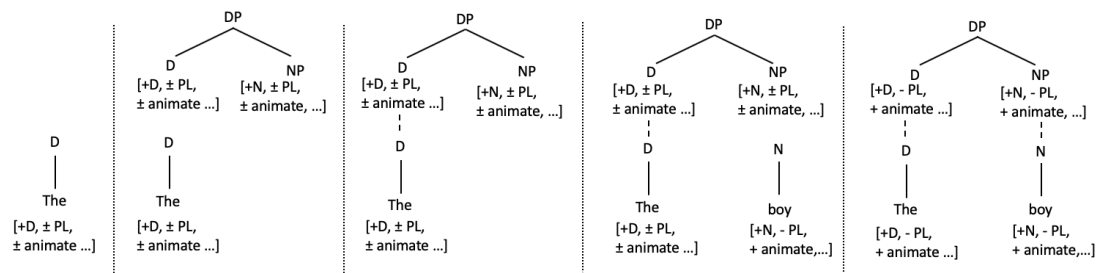 D
The
[+D, ± PL,
± animate ...]
DP
D
NP
[+D, ± PL,
± animate ...]
[+N, ± PL,
± animate, ...]
D
The
[+D, ± PL,
± animate ...]
DP
D
NP
[+D, ± PL,
± animate ...]
[+N, ± PL,
± animate, ...]
D
The
[+D, ± PL,
± animate ...]
DP
D
NP
[+D, ± PL,
± animate ...]
[+N, ± PL,
± animate, ...]
D
N
The
boy
[+D, ± PL,
± animate ...]
[+N, - PL,
+ animate,...]
DP
D
NP
[+D, - PL,
+ animate ...]
[+N, - PL,
+ animate, ...]
D
N
The
boy
[+D, - PL,
+ animate ...]
[+N, - PL,
+ animate, ...]